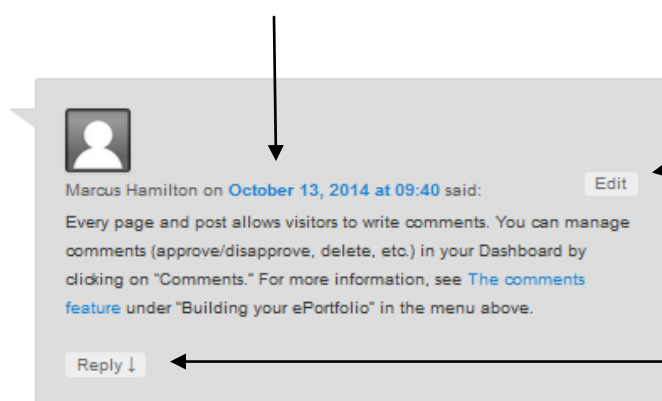 Marcus Hamilton on October 13, 2014 at 09:40 said:
Edit
Every page and post allows visitors to write comments. You can manage
comments (approve/disapprove, delete, etc.) in your Dashboard by
clicking on "Comments." For more information, see The comments
feature under "Building your ePortfolio" in the menu above.
Reply ↓